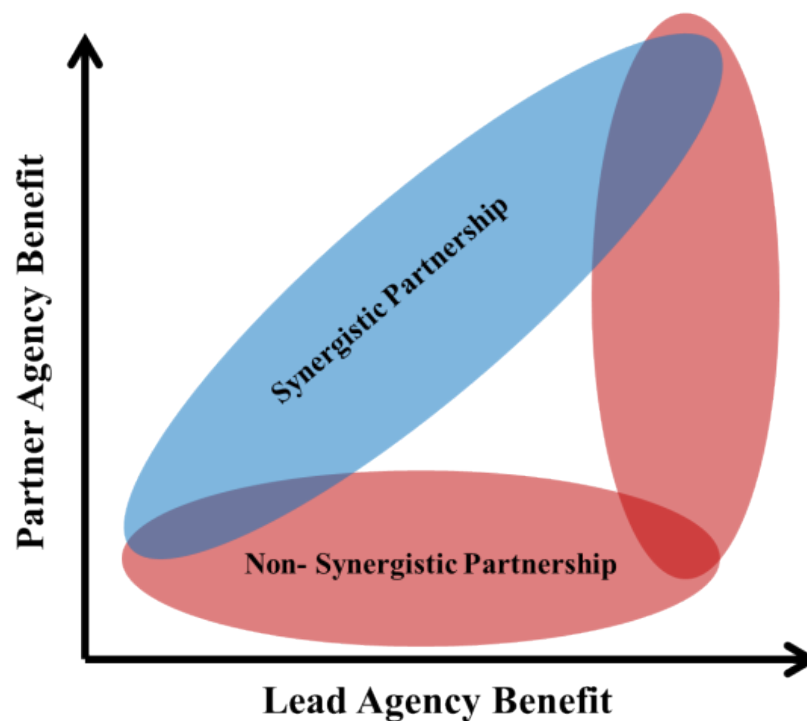 Partner Agency Benefit
Synergistic Partnership
Non- Synergistic Partnership
Lead Agency Benefit